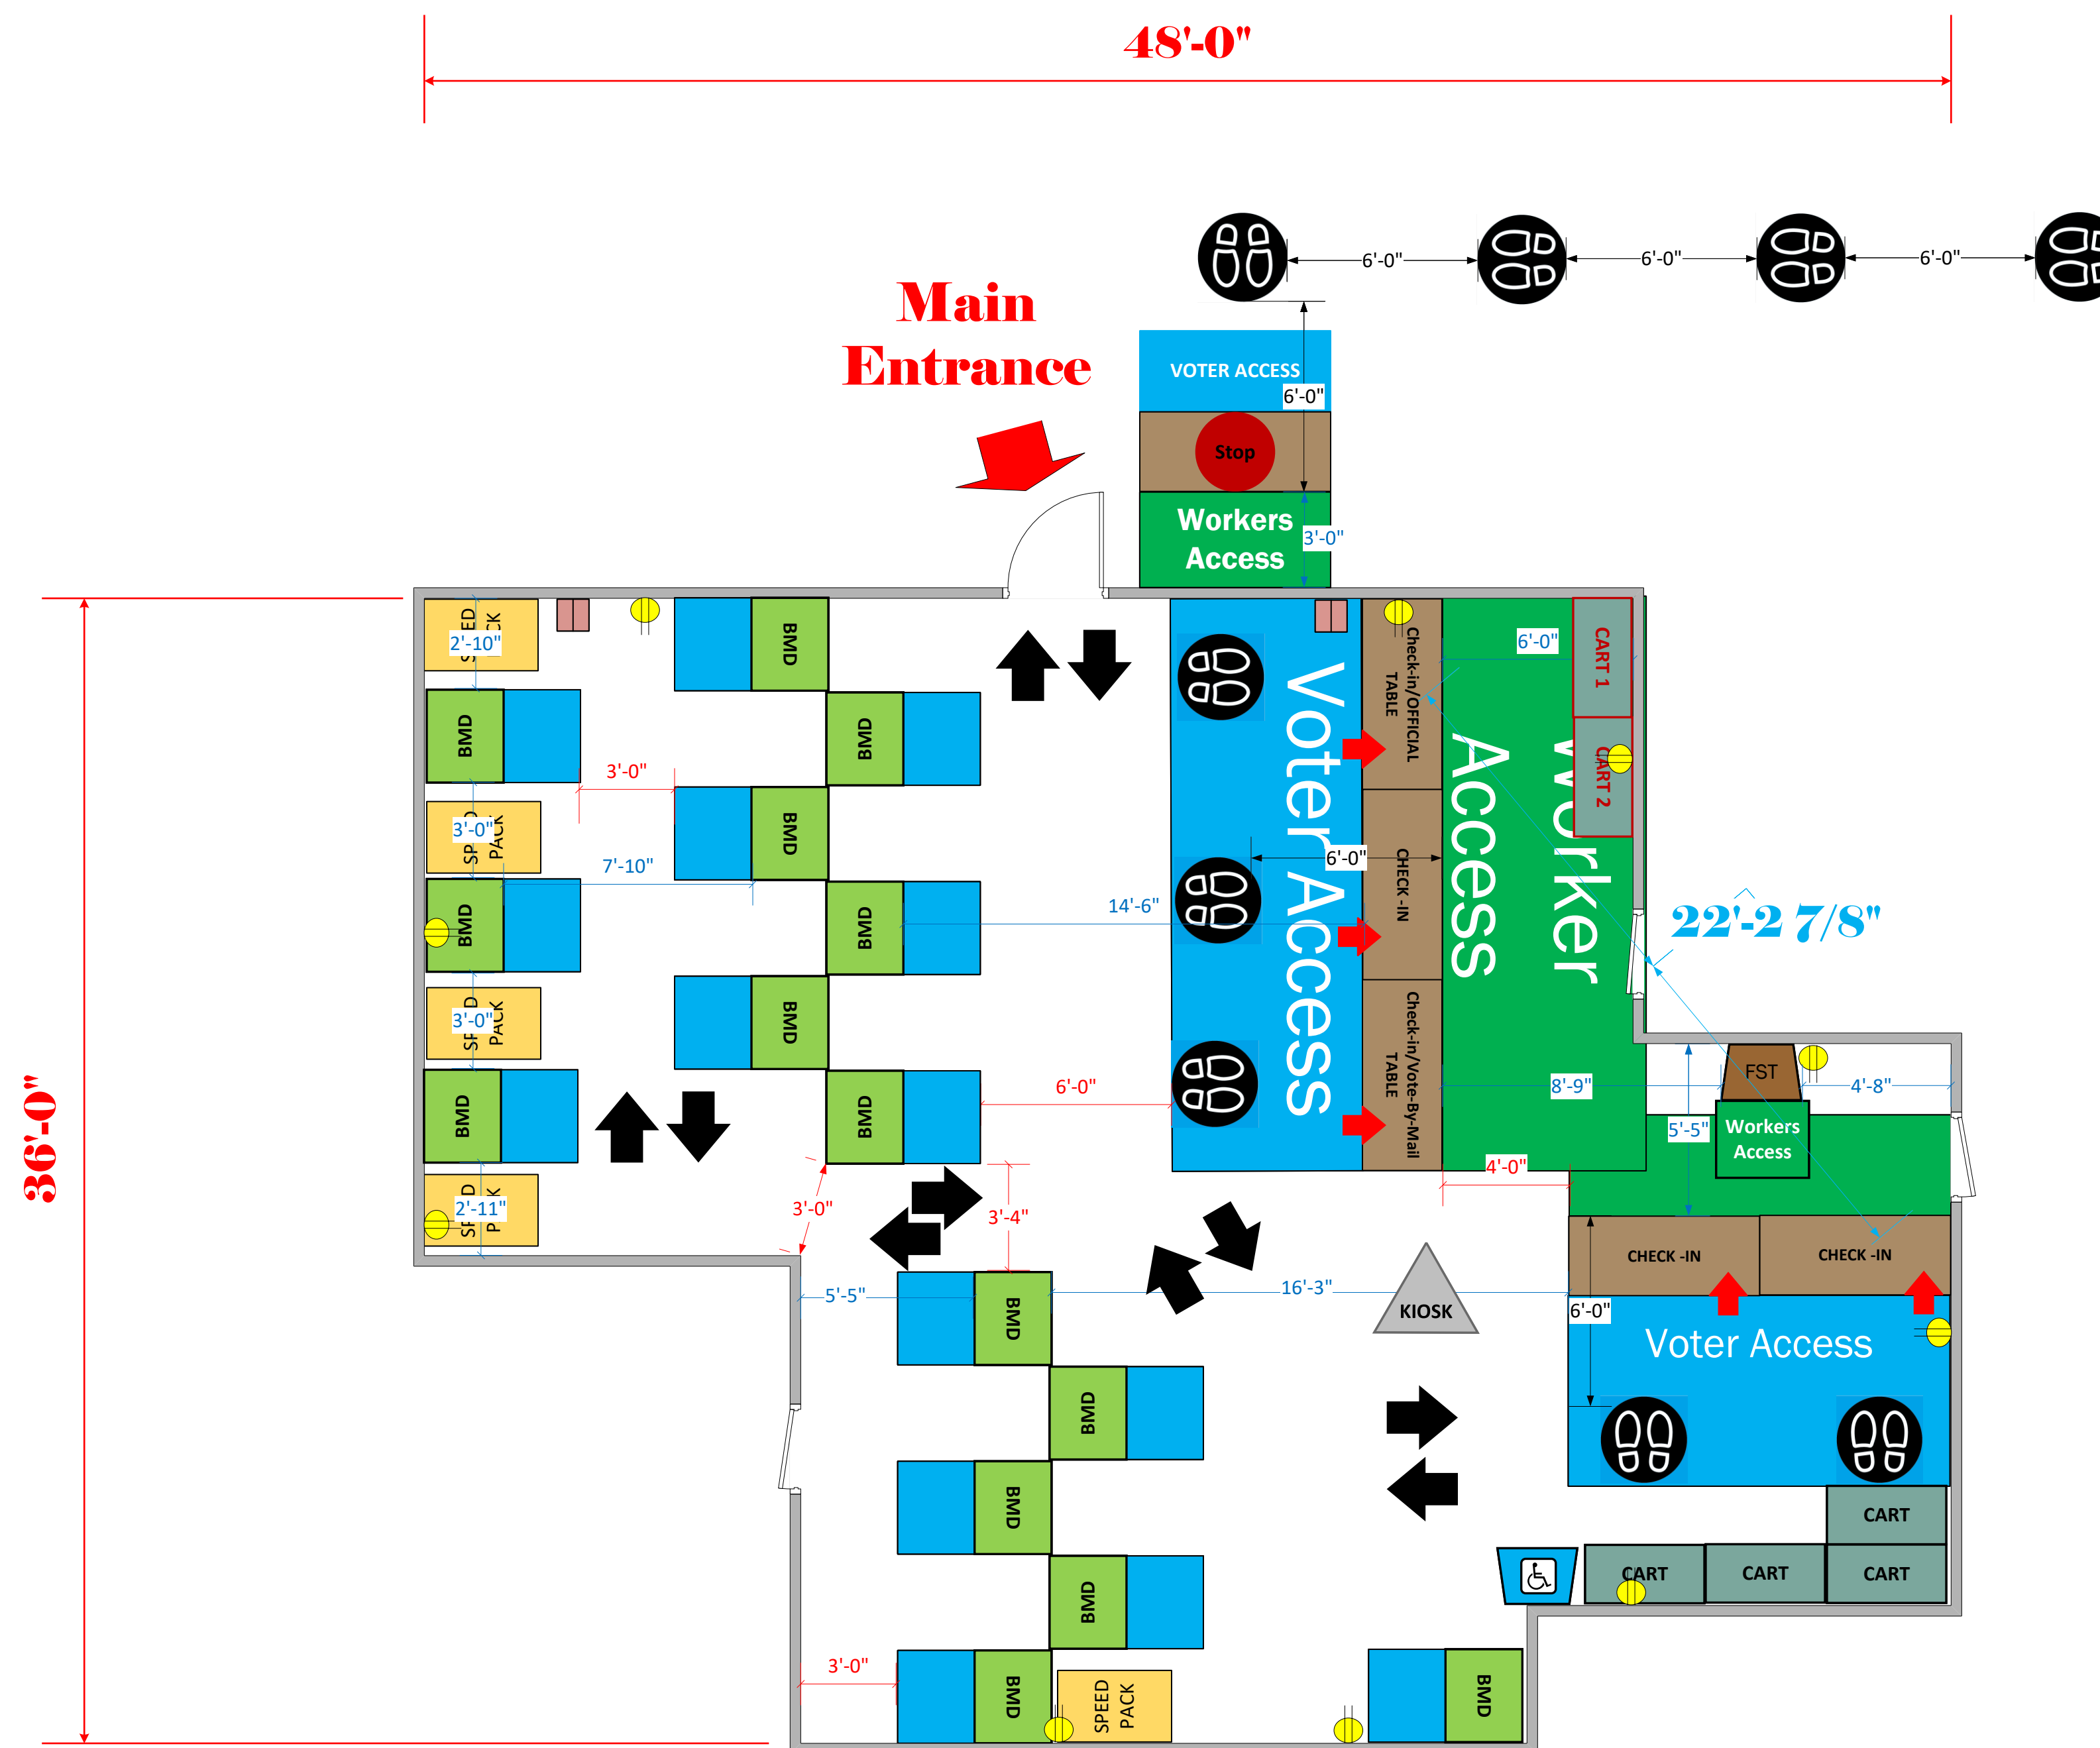 48'-0"
6'-0"
6'-0"
6'-0"
Main
Entrance
VOTER ACCESS
6'-0"
Stop
Workers
Access
3'-0"
36'-0"
2'-10"
BMD
3'-0"
PACK
BMD
3'-0"
PACK
BMD
2'-11"
BMD
BMD
BMD
BMD
BMD
BMD
3'-0"
7'-10"
14'-6"
6'-0"
3'-0"
3'-4"
Voter Access
6'-0"
Check-in/OFFICIAL
TABLE
CHECK -IN
Check-in/Vote-By-Mail
TABLE
Worker
Access
6'-0"
CART 1
CART 2
22'-2 7/8"
FST
8'-9"
4'-8"
5'-5"
Workers
Access
4'-0"
CHECK -IN
CHECK -IN
6'-0"
Voter Access
KIOSK
16'-3"
5'-5"
BMD
BMD
BMD
BMD
BMD
3'-0"
SPEED
PACK
BMD
CART
CART
CART
CART